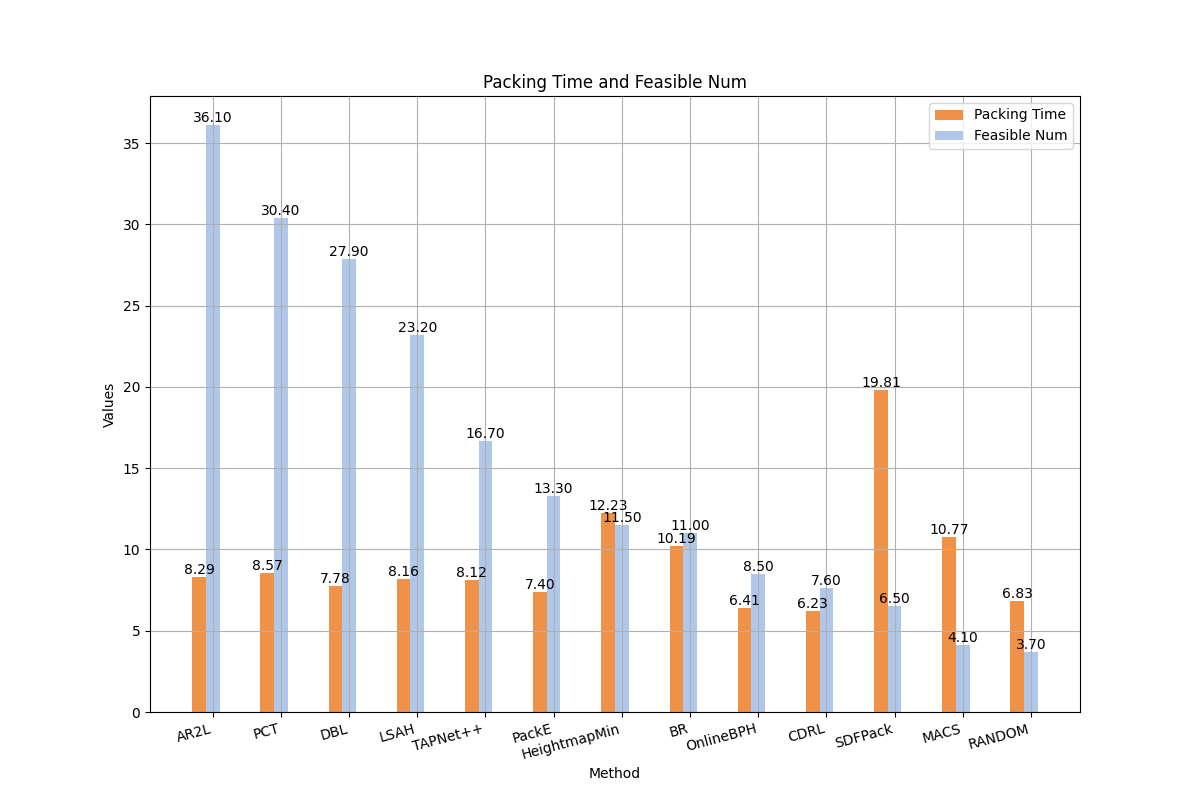 Packing Time and Feasible Num
Packing Time
Feasible Num
Values
35
30
25
20
15
10
5
0
36.10
30.40
27.90
23.20
16.70
13.30
11.50
11.00
8.50
7.60
6.50
4.10
3.70
8.29
8.57
7.78
8.16
8.12
7.40
12.23
10.19
6.41
6.23
19.81
10.77
6.83
AR2L
PCT
DBL
LSAH
TAPNet++
PackE
HeightmapMin
BR
OnlineBPH
CDRL
SDFPack
MACS
RANDOM
Method